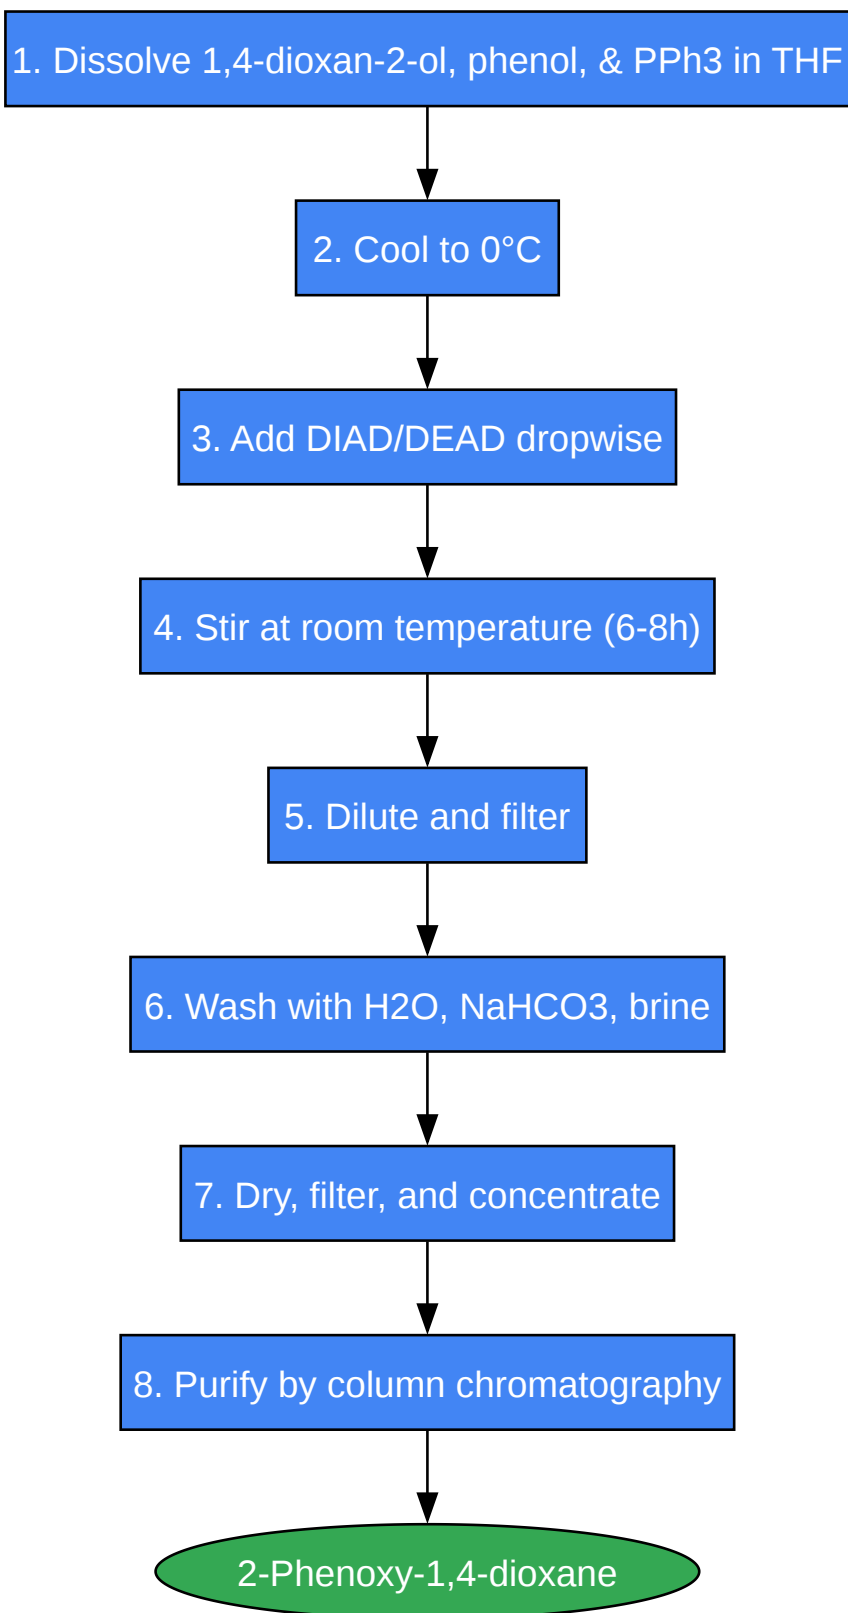 1. Dissolve 1,4-dioxan-2-ol, phenol, & PPh3 in THF
2. Cool to 0°C
3. Add DIAD/DEAD dropwise
4. Stir at room temperature (6-8h)
5. Dilute and filter
6. Wash with H2O, NaHCO3, brine
7. Dry, filter, and concentrate
8. Purify by column chromatography
2-Phenoxy-1,4-dioxane